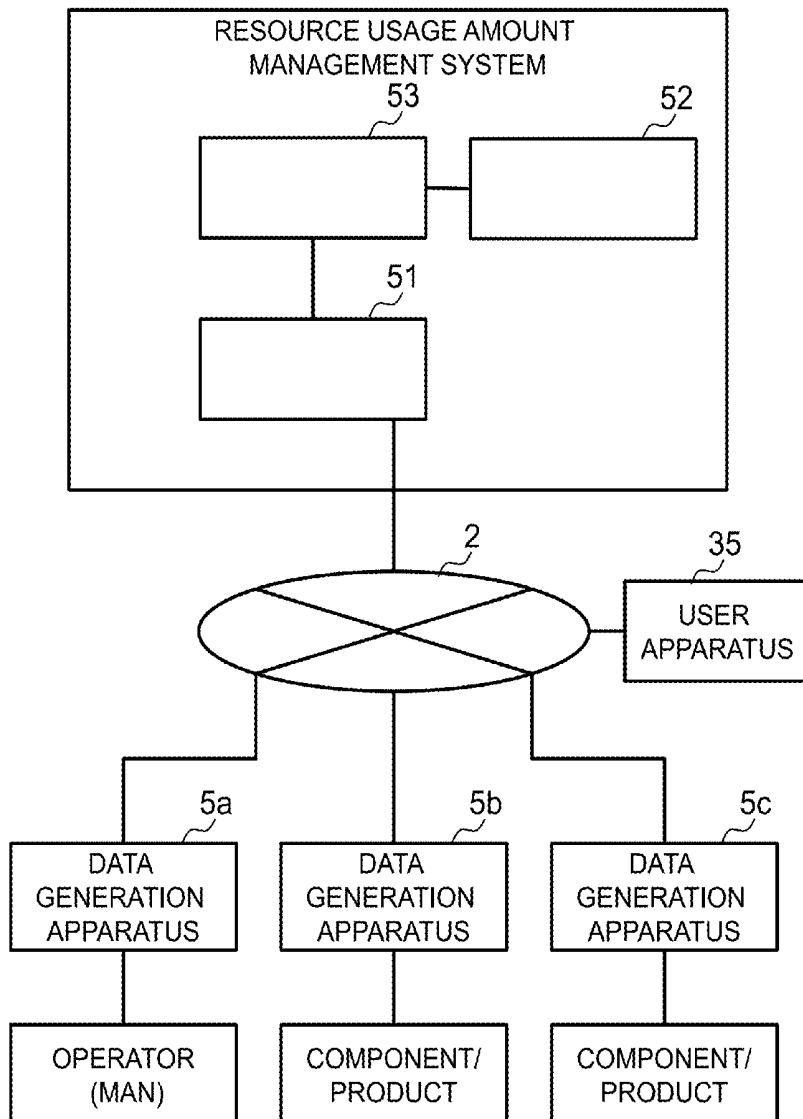 RESOURCE USAGE AMOUNT
MANAGEMENT SYSTEM
53
52
51
2
35
USER
APPARATUS
5a
5b
5c
DATA
GENERATION
APPARATUS
DATA
GENERATION
APPARATUS
DATA
GENERATION
APPARATUS
OPERATOR
(MAN)
COMPONENT/
PRODUCT
COMPONENT/
PRODUCT